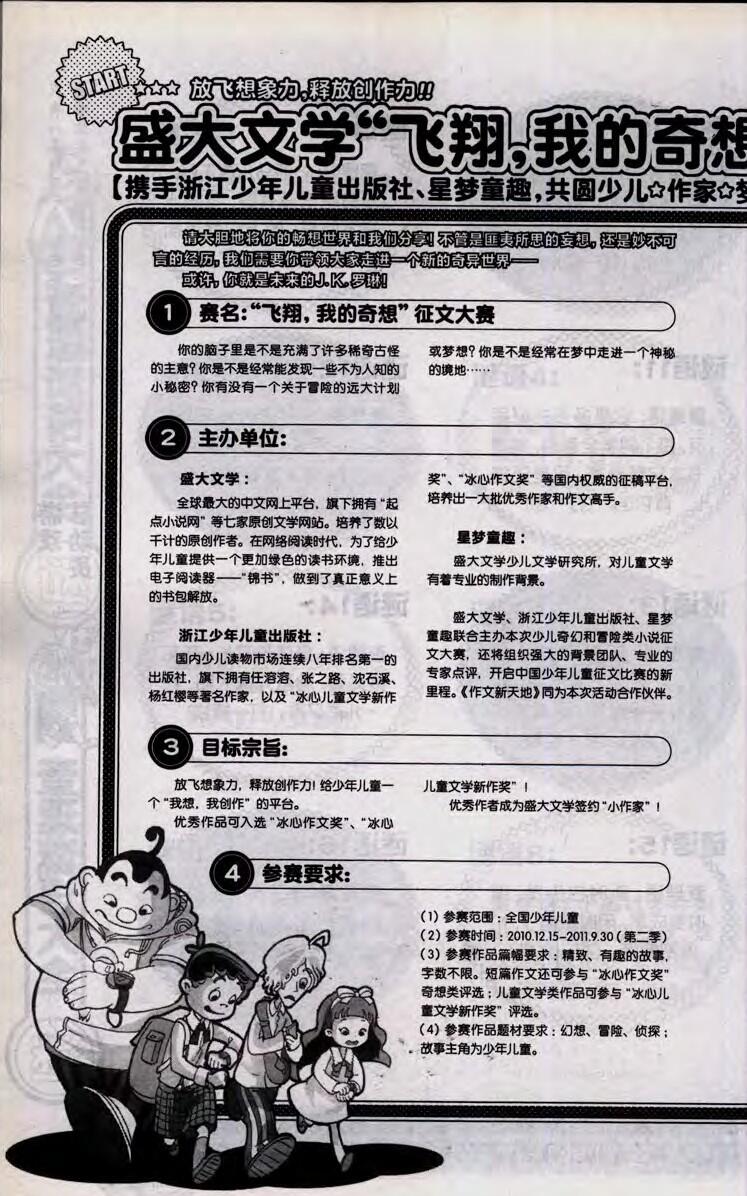 START
放飞想象力,释放创作力!!
盛大文学“飞翔,我的奇想
【携手浙江少年儿童出版社、星梦童趣,共圆少儿☆作家☆梦
请大胆地将你的畅想世界和我们分享!不管是匪夷所思的妄想,还是妙不可
言的经历,我们需要你带领大家走进一个新的奇异世界——
或许,你就是未来的J.K.罗琳!
1 赛名:“飞翔,我的奇想”征文大赛
你的脑子里是不是充满了许多稀奇古怪
的主意?你是不是经常能发现一些不为人知的
小秘密?你有没有一个关于冒险的远大计划
或梦想?你是不是经常在梦中走进一个神秘
的境地……
2 主办单位:
盛大文学:
全球最大的中文网上平台,旗下拥有“起
点小说网”等七家原创文学网站。培养了数以
千计的原创作者。在网络阅读时代,为了给少
年儿童提供一个更加绿色的读书环境,推出
电子阅读器——“锦书”,做到了真正意义上
的书包解放。
浙江少年儿童出版社:
国内少儿读物市场连续八年排名第一的
出版社,旗下拥有任溶溶、张之路、沈石溪、
杨红樱等著名作家,以及“冰心儿童文学新作
奖”、“冰心作文奖”等国内权威的征稿平台,
培养出一大批优秀作家和作文高手。
星梦童趣:
盛大文学少儿文学研究所,对儿童文学
有着专业的制作背景。
盛大文学、浙江少年儿童出版社、星梦
童趣联合主办本次少儿奇幻和冒险类小说征
文大赛,还将组织强大的背景团队、专业的
专家点评,开启中国少年儿童征文比赛的新
里程。《作文新天地》同为本次活动合作伙伴。
3 目标宗旨:
放飞想象力,释放创作力!给少年儿童一
个“我想,我创作”的平台。
优秀作品可入选“冰心作文奖”、“冰心
儿童文学新作奖”!
优秀作者成为盛大文学签约“小作家”!
4 参赛要求:
(1)参赛范围:全国少年儿童
(2)参赛时间:2010.12.15-2011.9.30(第二季)
(3)参赛作品篇幅要求:精致、有趣的故事,
字数不限。短篇作文还可参与“冰心作文奖”
奇想类评选;儿童文学类作品可参与“冰心儿
童文学新作奖”评选。
(4)参赛作品题材要求:幻想、冒险、侦探;
故事主角为少年儿童。